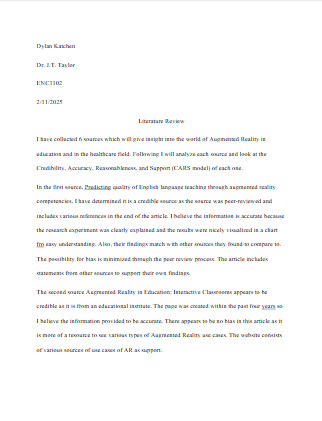 Dylan Katchen
Dr. J.T. Taylor
ENC1102
2/11/2025
Literature Review
I have collected 6 sources which will give insight into the world of Augmented Reality in
education and in the healthcare field. Following I will analyze each source and look at the
Credibility, Accuracy, Reasonableness, and Support (CARS model) of each one.
In the first source, Predicting quality of English language teaching through augmented reality
competencies, I have determined it is a credible source as the source was peer-reviewed and
includes various references in the end of the article. I believe the information is accurate because
the research experiment was clearly explained and the results were nicely visualized in a chart
fro easy understanding. Also, their findings match with other sources they found to compare to.
The possibility for bias is minimized through the peer review process. The article includes
statements from other sources to support their own findings.
The second source Augmented Reality in Education: Interactive Classrooms appears to be
credible as it is from an educational institute. The page was created within the past four years so
I believe the information provided to be accurate. There appears to be no bias in this article as it
is more of a resource to see various types of Augmented Reality use cases. The website consists
of various sources of use cases of AR as support.